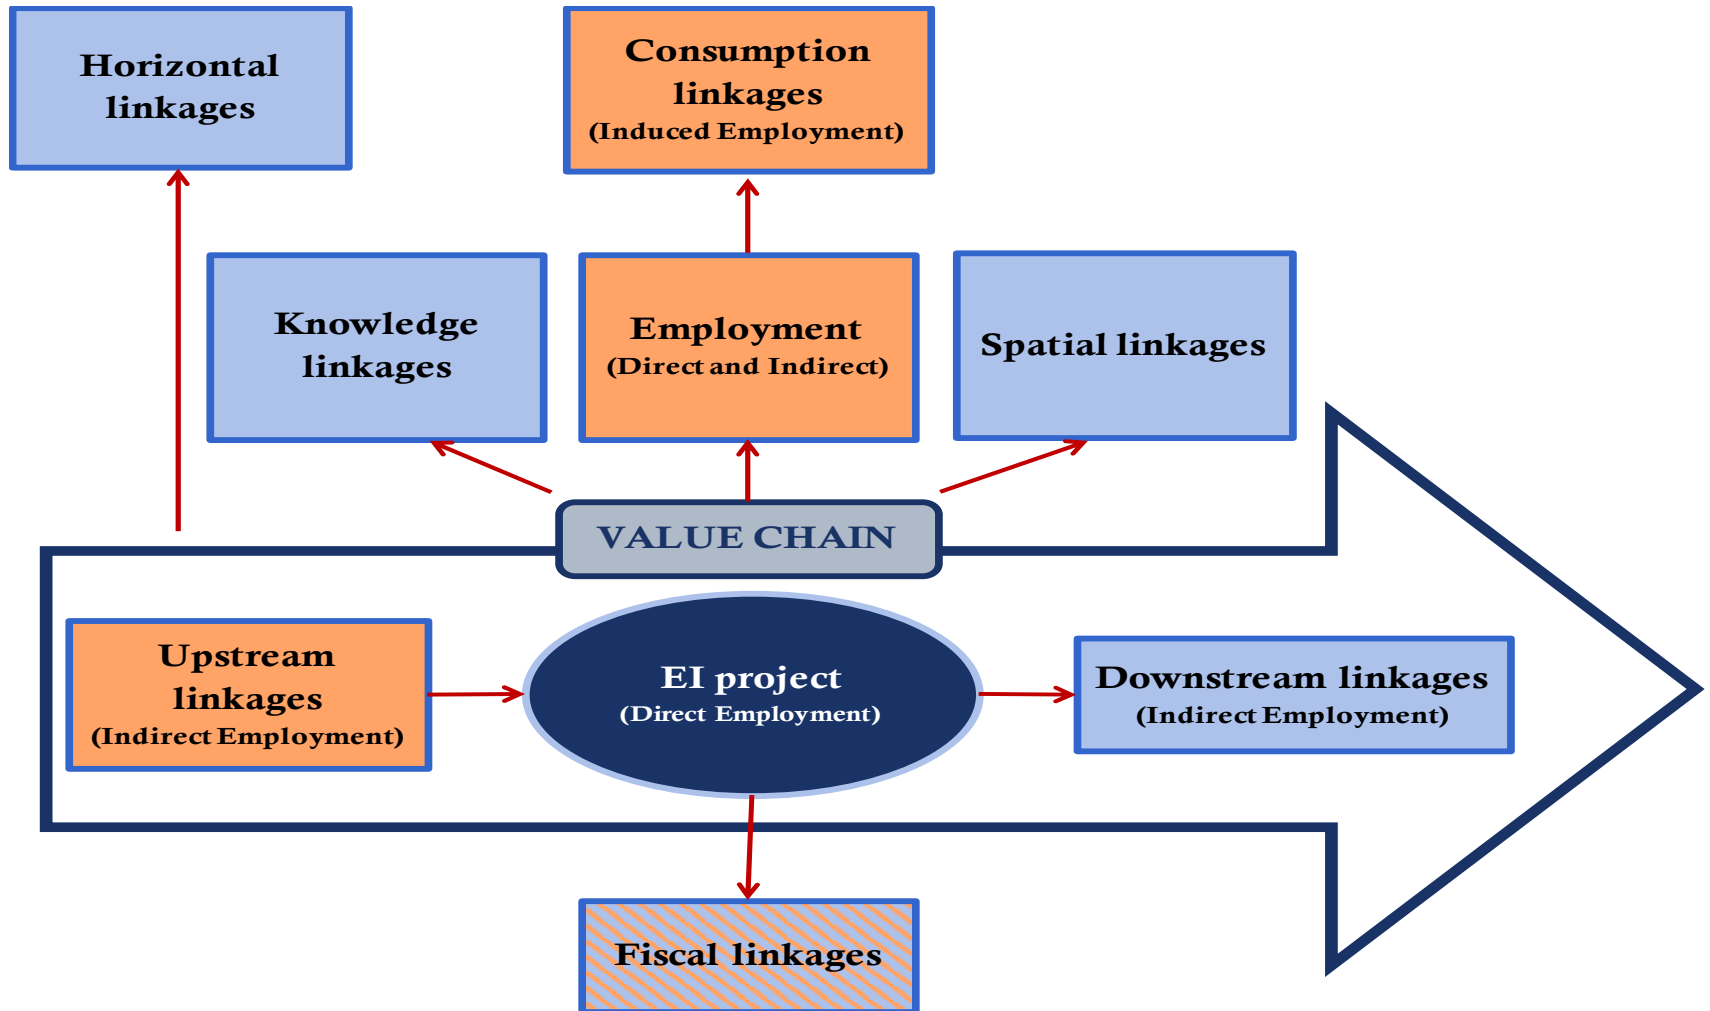 Horizontal
linkages
Consumption
linkages
(Induced Employment)
Knowledge
linkages
Employment
(Direct and Indirect)
Spatial linkages
VALUE CHAIN
Upstream
linkages
(Indirect Employment)
EI project
(Direct Employment)
Downstream linkages
(Indirect Employment)
Fiscal linkages